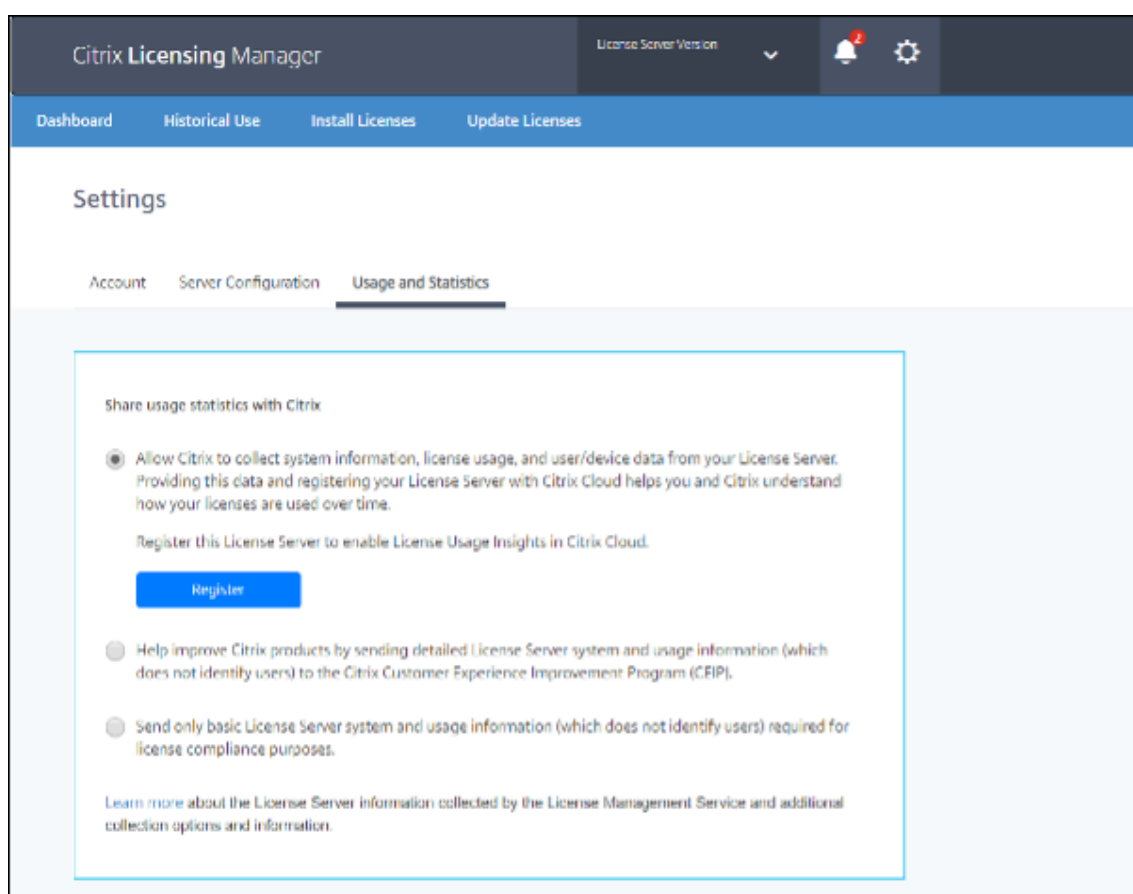 Citrix Licensing Manager
License Server Version
2
Dashboard Historical Use Install Licenses Update Licenses
Settings
Account Server Configuration Usage and Statistics
Share usage statistics with Citrix
Allow Citrix to collect system information, license usage, and user/device data from your License Server.
Providing this data and registering your License Server with Citrix Cloud helps you and Citrix understand
how your licenses are used over time.
Register this License Server to enable License Usage Insights in Citrix Cloud.
Register
Help improve Citrix products by sending detailed License Server system and usage information (which
does not identify users) to the Citrix Customer Experience Improvement Program (CEIP).
Send only basic License Server system and usage information (which does not identify users) required for
license compliance purposes.
Learn more about the License Server information collected by the License Management Service and additional
collection options and information.